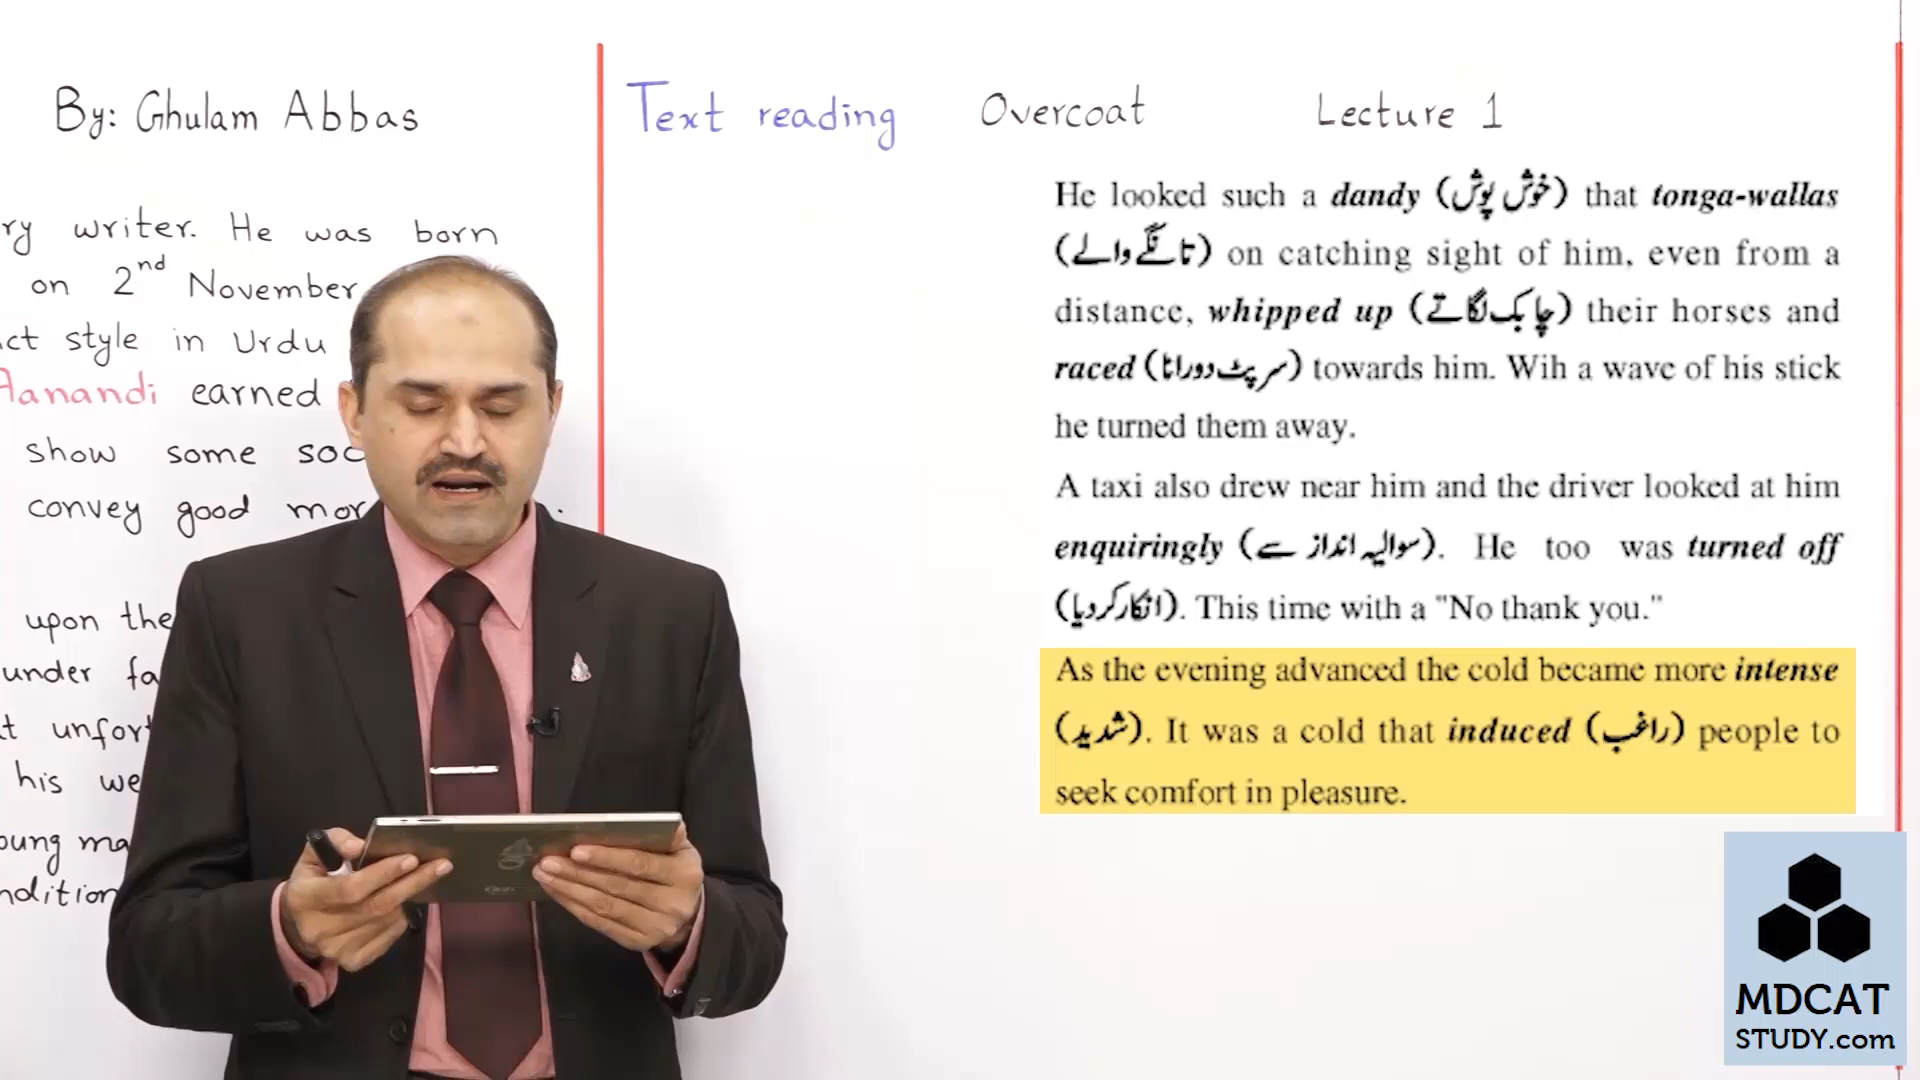 By: Ghulam Abbas
ry writer. He was born
on 2nd November
ct style in Urdu
Aanandi earned
show some soc
convey good mor
upon the
under fa
t unfort
his we
oung ma
ndition
Text reading Overcoat Lecture 1
He looked such a dandy (خوش پوش) that tonga-wallas
(تانگے والے) on catching sight of him, even from a
distance, whipped up (چابک لگاتے) their horses and
raced (سرپٹ دوڑانا) towards him. Wih a wave of his stick
he turned them away.
A taxi also drew near him and the driver looked at him
enquiringly (سوالیہ انداز سے). He too was turned off
(انکار کر دیا). This time with a "No thank you."
As the evening advanced the cold became more intense
(شدید). It was a cold that induced (راغب) people to
seek comfort in pleasure.
MDCAT
STUDY.com